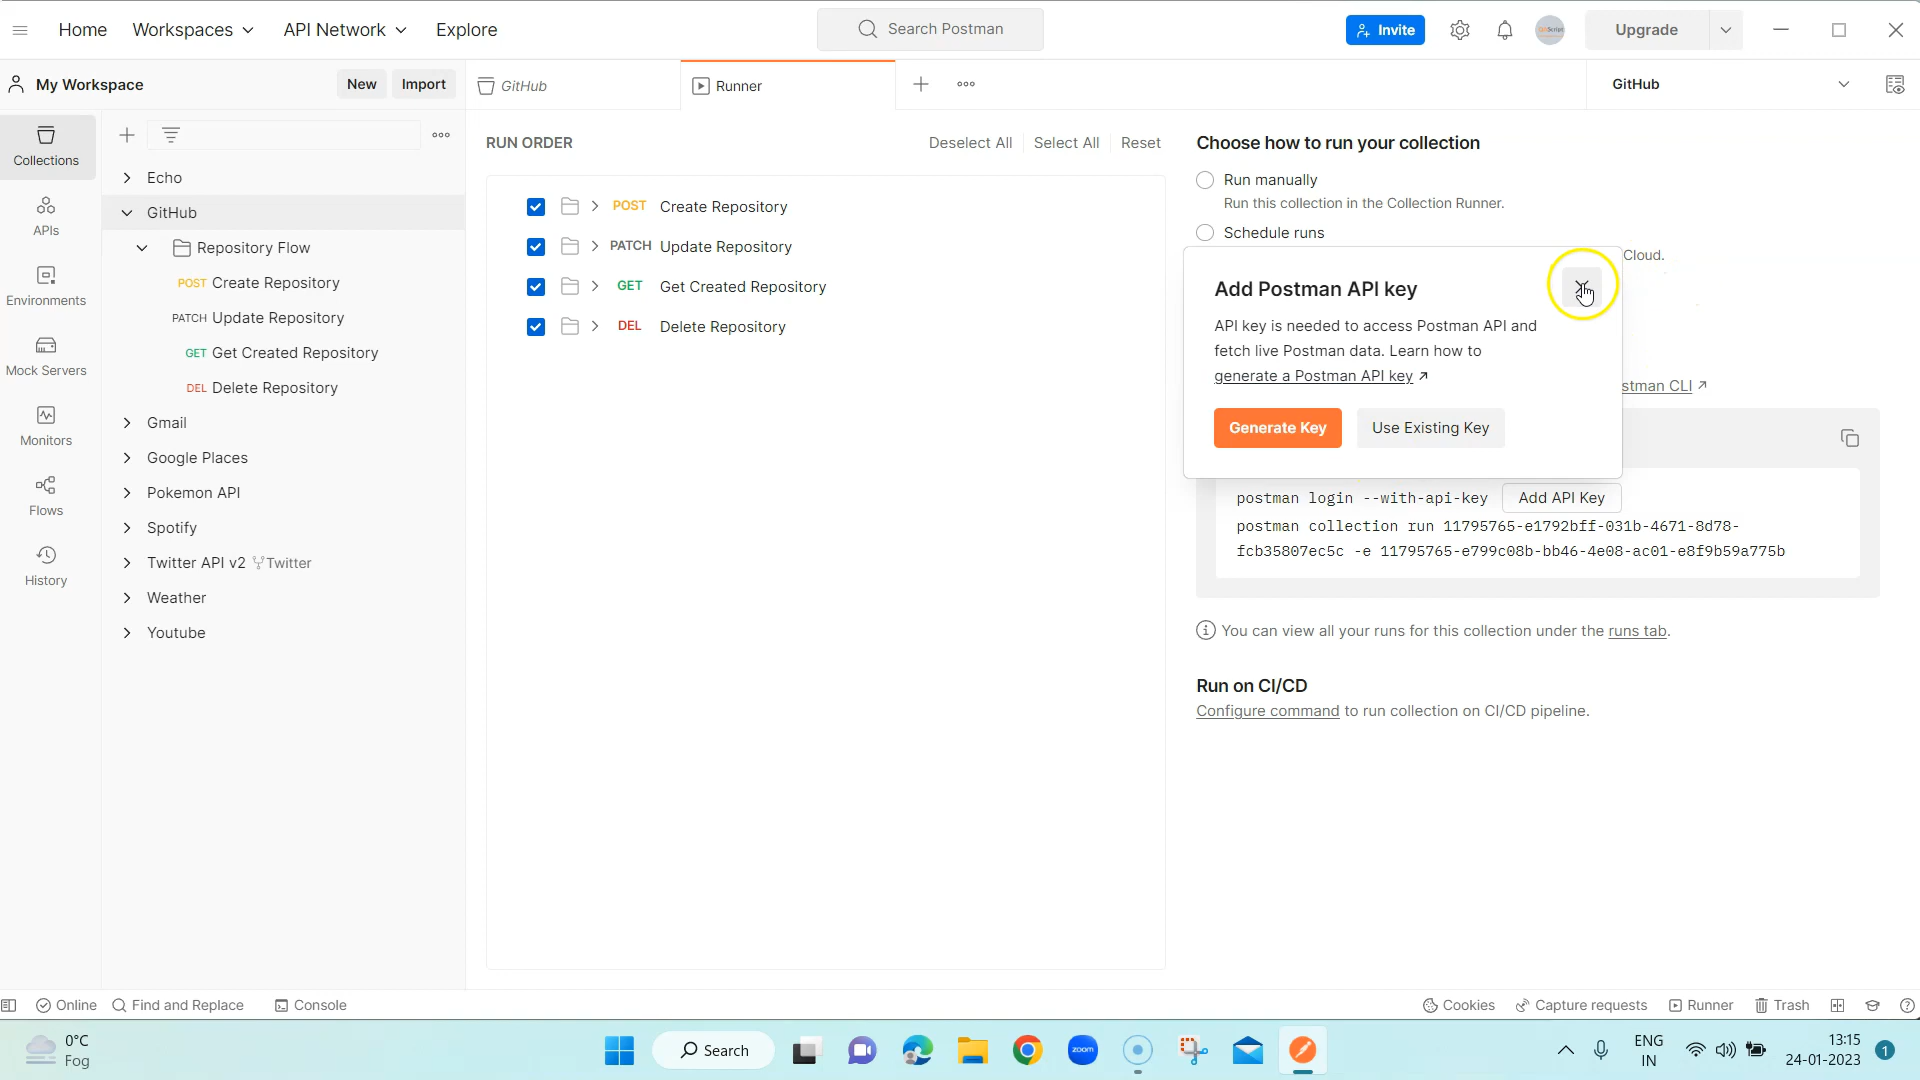 Home Workspaces API Network Explore Search Postman Invite Upgrade
My Workspace New Import GitHub Runner GitHub
Collections
APIs
Environments
Mock Servers
Monitors
Flows
History
Echo
GitHub
Repository Flow
POST Create Repository
PATCH Update Repository
GET Get Created Repository
DEL Delete Repository
Gmail
Google Places
Pokemon API
Spotify
Twitter API v2 Twitter
Weather
Youtube
RUN ORDER Deselect All Select All Reset
POST Create Repository
PATCH Update Repository
GET Get Created Repository
DEL Delete Repository
Choose how to run your collection
Run manually
Run this collection in the Collection Runner.
Schedule runs
Cloud.
Add Postman API key
API key is needed to access Postman API and
fetch live Postman data. Learn how to
generate a Postman API key
stman CLI
Generate Key Use Existing Key
postman login --with-api-key Add API Key
postman collection run 11795765-e1792bff-031b-4671-8d78-
fcb35807ec5c -e 11795765-e799c08b-bb46-4e08-ac01-e8f9b59a775b
You can view all your runs for this collection under the runs tab.
Run on CI/CD
Configure command to run collection on CI/CD pipeline.
Online Find and Replace Console Cookies Capture requests Runner Trash
0°C
Fog
Search
zoom
ENG
IN
13:15
24-01-2023
1